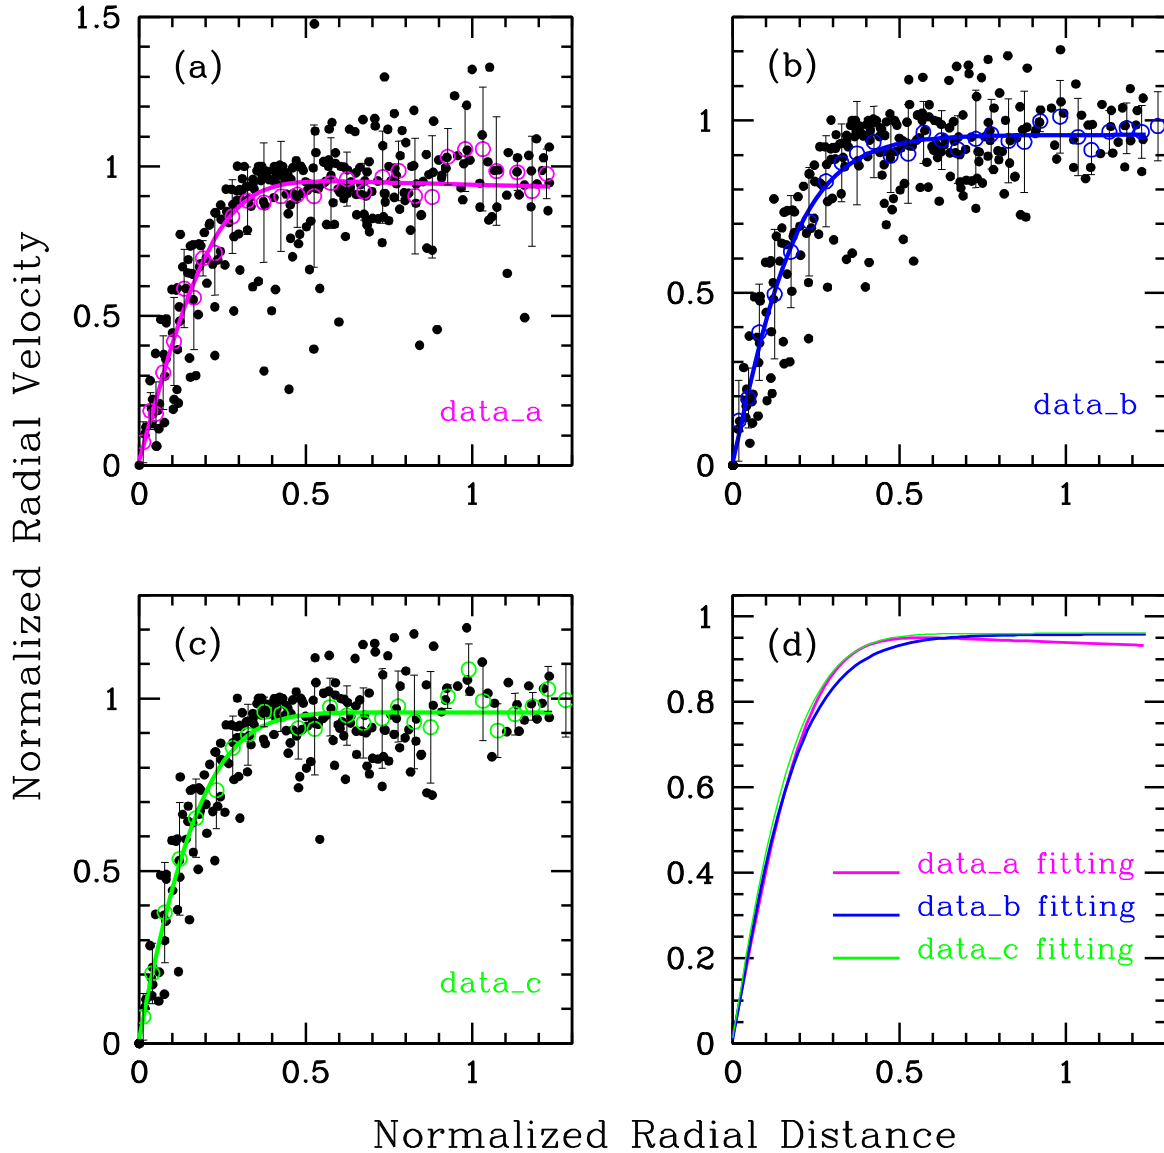 1.5
1
0.5
0
(a)
data_a
0
0.5
1
1
0.5
0
(b)
data_b
0
0.5
1
1
0.5
0
(c)
data_c
0
0.5
1
1
0.8
0.6
0.4
0.2
0
(d)
data_a fitting
data_b fitting
data_c fitting
0
0.5
1
Normalized Radial Velocity
Normalized Radial Distance